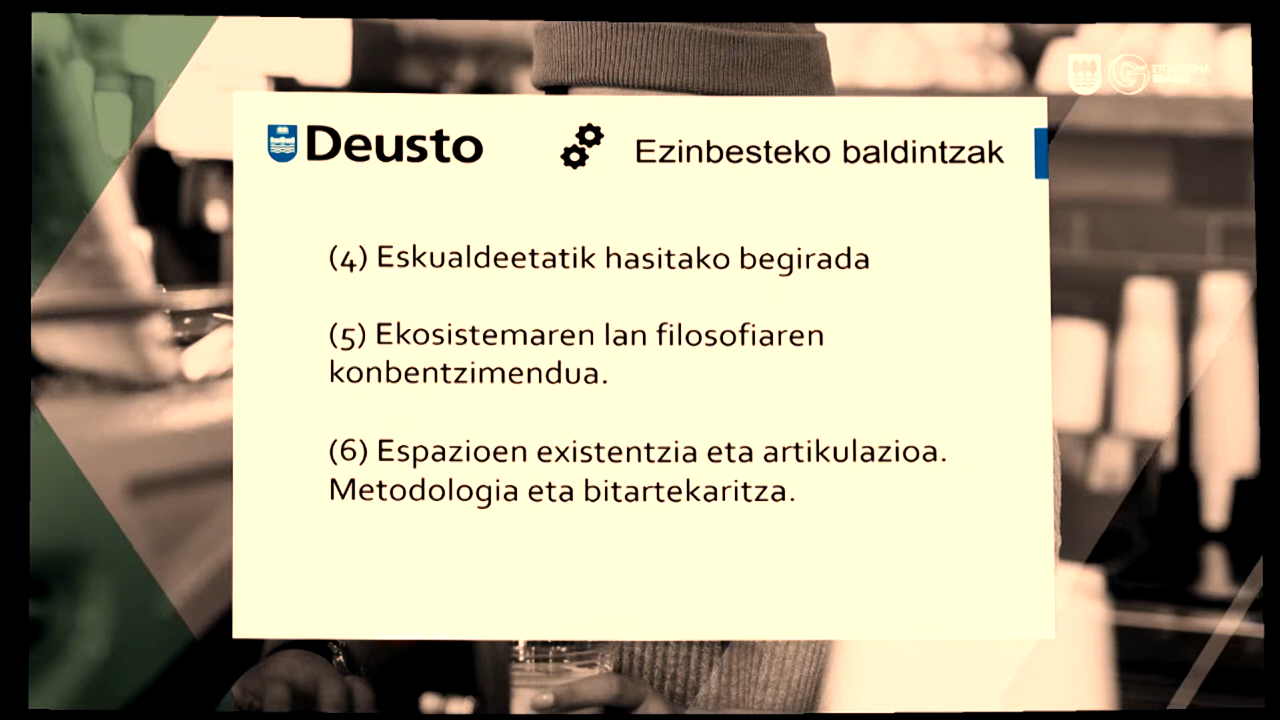 Deusto
Ezinbesteko baldintzak
(4) Eskualdeetatik hasitako begirada
(5) Ekosistemaren lan filosofiaren
konbentzimendua.
(6) Espazioen existentzia eta artikulazioa.
Metodologia eta bitartekaritza.